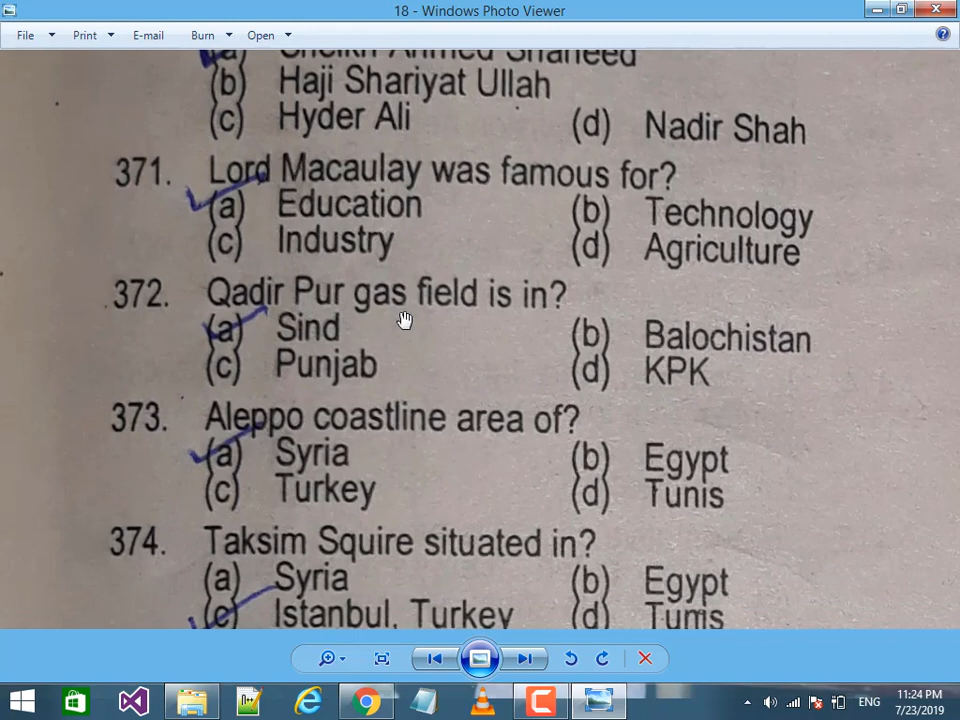 18 - Windows Photo Viewer
File Print E-mail Burn Open
(a) Sheikh Ahmed Shaheed
(b) Haji Shariyat Ullah
(c) Hyder Ali (d) Nadir Shah
371. Lord Macaulay was famous for?
(a) Education (b) Technology
(c) Industry (d) Agriculture
372. Qadir Pur gas field is in?
(a) Sind (b) Balochistan
(c) Punjab (d) KPK
373. Aleppo coastline area of?
(a) Syria (b) Egypt
(c) Turkey (d) Tunis
374. Taksim Squire situated in?
(a) Syria (b) Egypt
(c) Istanbul, Turkey (d) Tunis
11:24 PM
7/23/2019